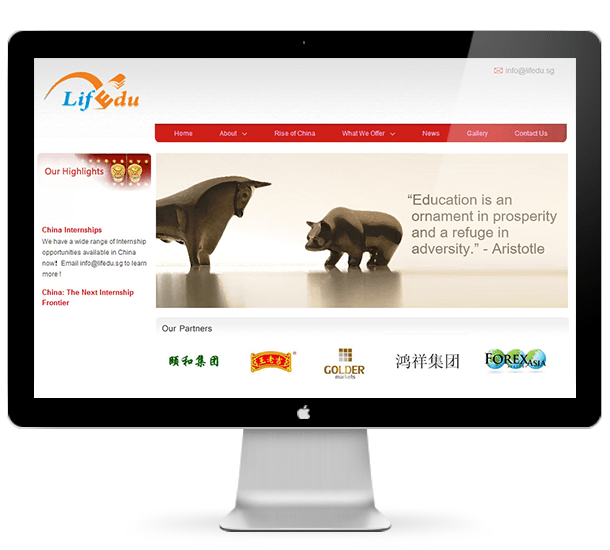 LifEdu
info@lifedu.sg
Home About Rise of China What We Offer News Gallery Contact Us
Our Highlights
China Internships
We have a wide range of Internship
opportunities available in China
now! Email info@lifedu.sg to learn
more !
China: The Next Internship
Frontier
“Education is an
ornament in prosperity
and a refuge in
adversity.” - Aristotle
Our Partners
颐和集团
王老吉
GOLDER
markets
鸿祥集团
FOREX ASIA